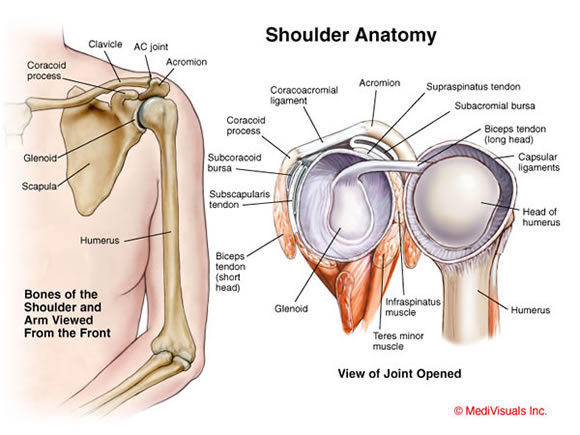 Shoulder Anatomy
Clavicle
AC joint
Acromion
Coracoid
process
Glenoid
Scapula
Humerus
Bones of the
Shoulder and
Arm Viewed
From the Front
Coracoacromial
ligament
Acromion
Supraspinatus tendon
Subacromial bursa
Biceps tendon
(long head)
Capsular
ligaments
Coracoid
process
Subcoracoid
bursa
Subscapularis
tendon
Biceps
tendon
(short
head)
Glenoid
Head of
humerus
Humerus
Infraspinatus
muscle
Teres minor
muscle
View of Joint Opened
© MediVisuals Inc.